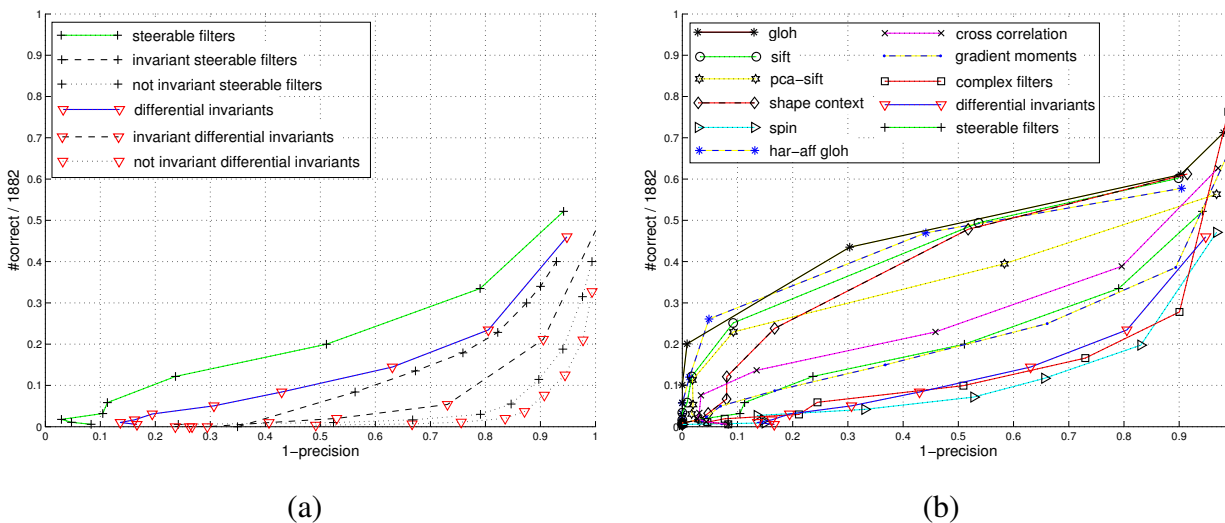 1
0.9
0.8
0.7
0.6
0.5
0.4
0.3
0.2
0.1
0
#correct / 1882
steerable filters
invariant steerable filters
not invariant steerable filters
differential invariants
invariant differential invariants
not invariant differential invariants
0 0.1 0.2 0.3 0.4 0.5 0.6 0.7 0.8 0.9 1
1−precision
(a)
1
0.9
0.8
0.7
0.6
0.5
0.4
0.3
0.2
0.1
0
#correct / 1882
gloh
sift
pca-sift
shape context
spin
har-aff gloh
cross correlation
gradient moments
complex filters
differential invariants
steerable filters
0 0.1 0.2 0.3 0.4 0.5 0.6 0.7 0.8 0.9
1−precision
(b)